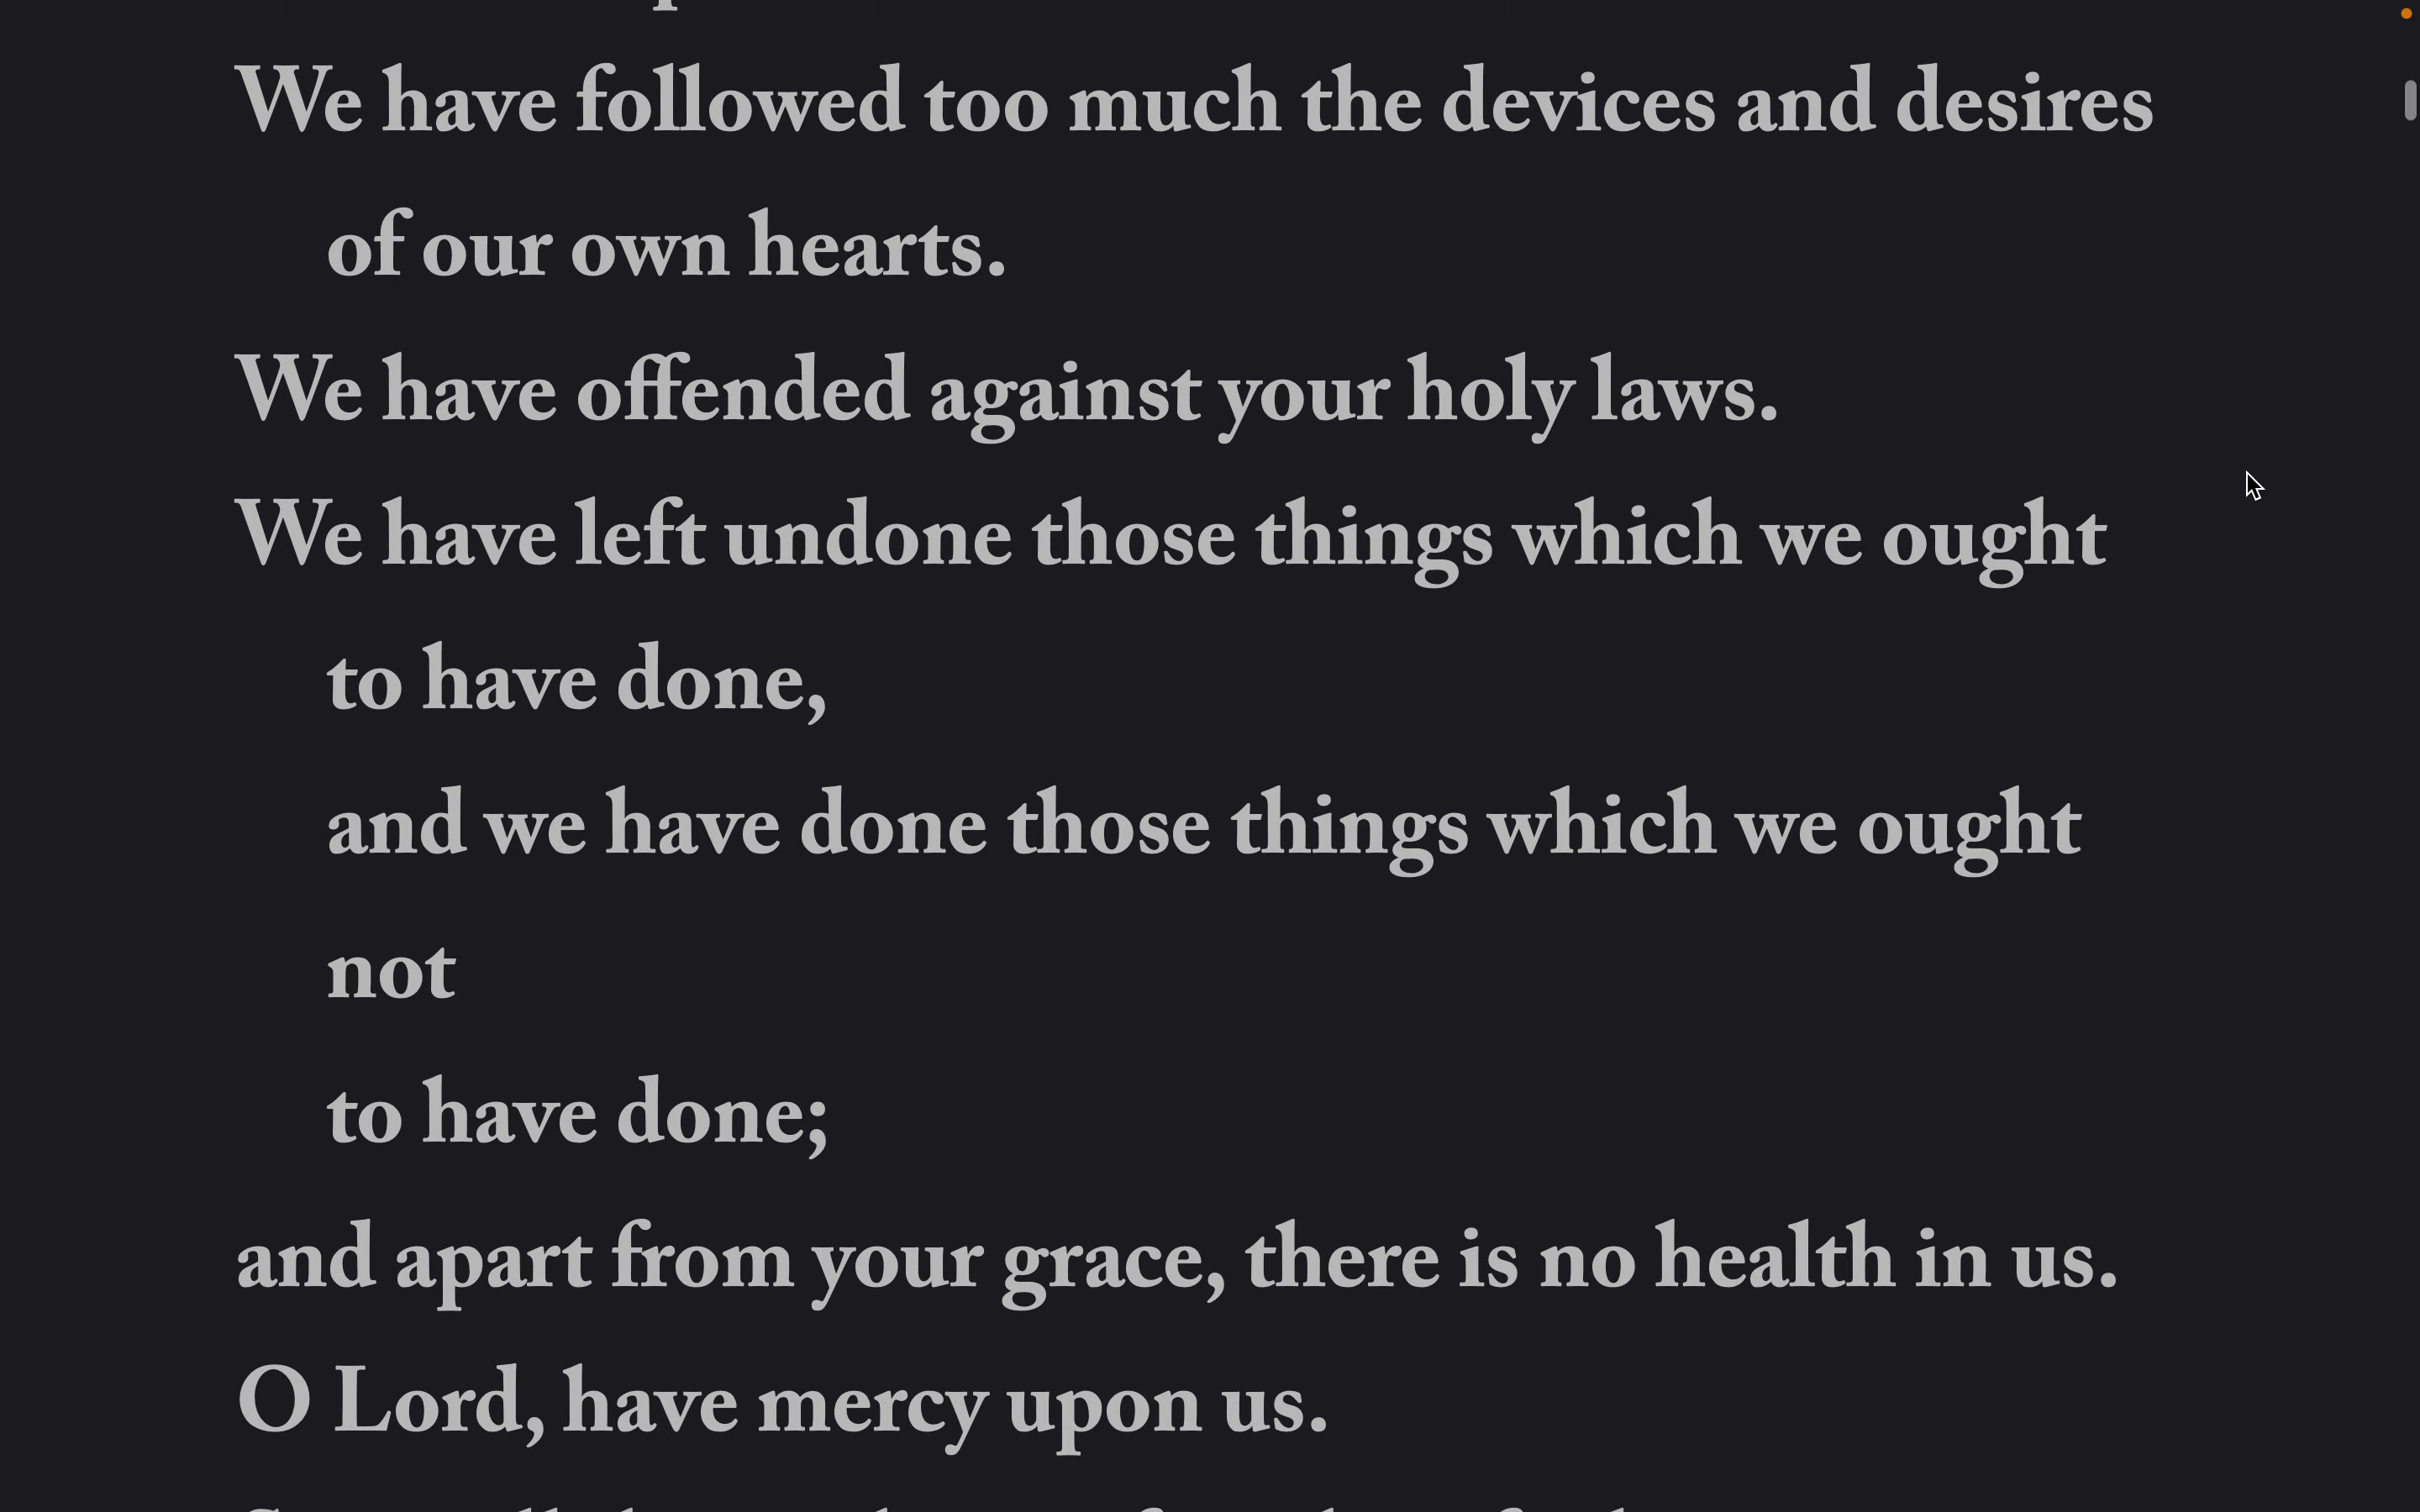 We have followed too much the devices and desires
of our own hearts.
We have offended against your holy laws.
We have left undone those things which we ought
to have done,
and we have done those things which we ought
not
to have done;
and apart from your grace, there is no health in us.
O Lord, have mercy upon us.